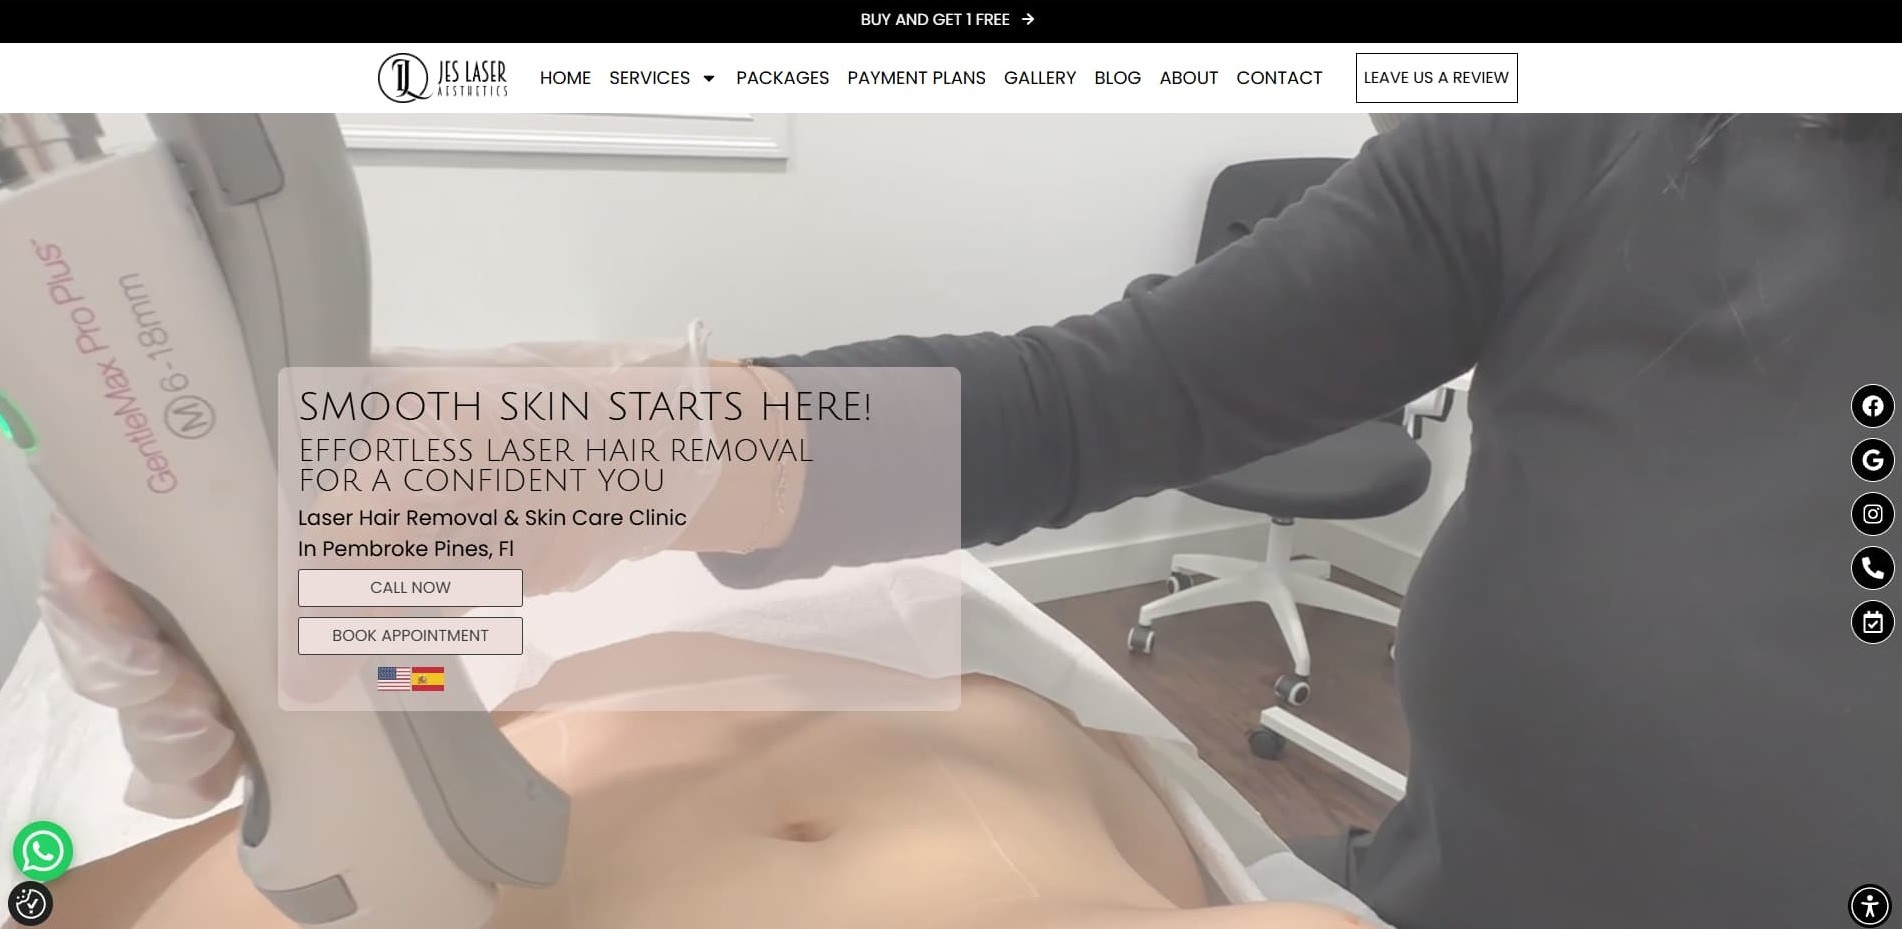 BUY AND GET 1 FREE →
JL JES LASER
AESTHETICS
HOME SERVICES PACKAGES PAYMENT PLANS GALLERY BLOG ABOUT CONTACT LEAVE US A REVIEW
GentleMax Pro Plus™
M 6-18mm
SMOOTH SKIN STARTS HERE!
EFFORTLESS LASER HAIR REMOVAL
FOR A CONFIDENT YOU
Laser Hair Removal & Skin Care Clinic
In Pembroke Pines, Fl
CALL NOW
BOOK APPOINTMENT